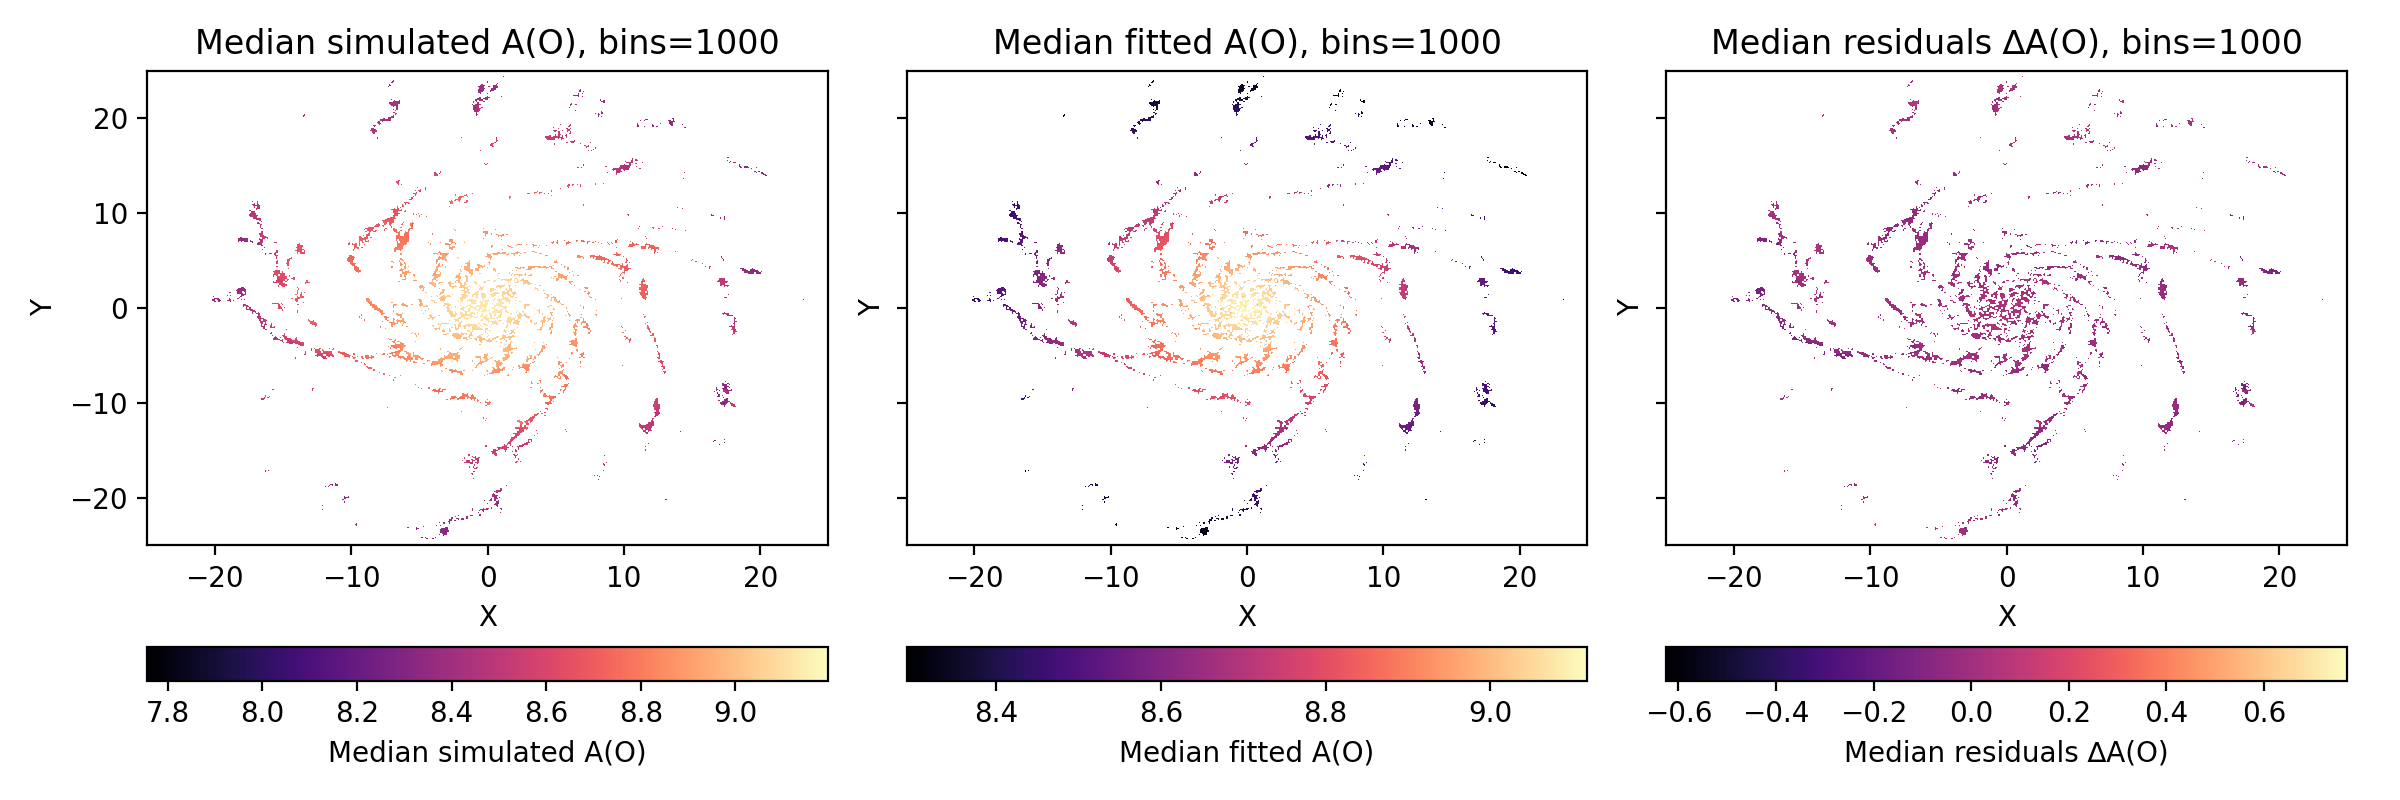 Median simulated A(O), bins=1000
Median fitted A(O), bins=1000
Median residuals ΔA(O), bins=1000
Y
20
10
0
−10
−20
−20 −10 0 10 20
X
Y
−20 −10 0 10 20
X
Y
−20 −10 0 10 20
X
7.8 8.0 8.2 8.4 8.6 8.8 9.0
Median simulated A(O)
8.4 8.6 8.8 9.0
Median fitted A(O)
−0.6 −0.4 −0.2 0.0 0.2 0.4 0.6
Median residuals ΔA(O)